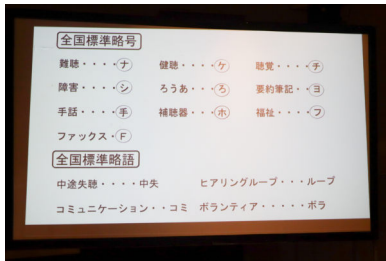 全国標準略号
難聴・・・・㋤ 健聴・・・・㋘ 聴覚・・・・㋠
障害・・・・㋛ ろうあ・・・ろ 要約筆記・・㋵
手話・・・・手 補聴器・・・㋭ 福祉・・・・㋫
ファックス・Ⓕ
全国標準略語
中途失聴・・・・中失 ヒアリングループ・・・ループ
コミュニケーション・・コミ ボランティア・・・・・ボラ